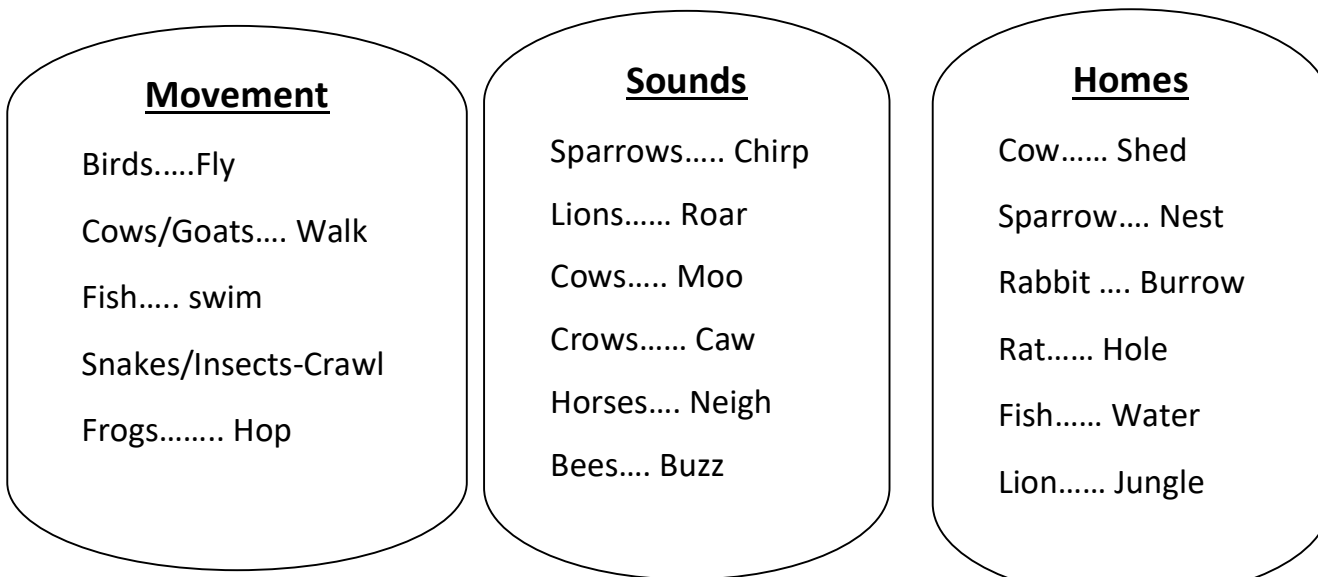 Movement
Birds.....Fly
Cows/Goats.... Walk
Fish..... swim
Snakes/Insects-Crawl
Frogs........ Hop
Sounds
Sparrows..... Chirp
Lions...... Roar
Cows..... Moo
Crows...... Caw
Horses.... Neigh
Bees.... Buzz
Homes
Cow...... Shed
Sparrow.... Nest
Rabbit .... Burrow
Rat...... Hole
Fish...... Water
Lion...... Jungle